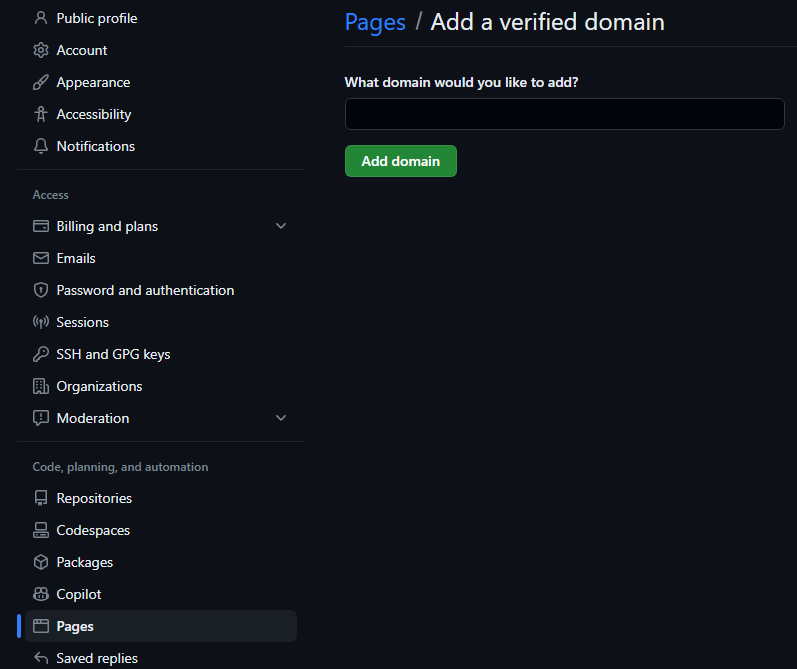 Public profile
Account
Appearance
Accessibility
Notifications
Access
Billing and plans
Emails
Password and authentication
Sessions
SSH and GPG keys
Organizations
Moderation
Code, planning, and automation
Repositories
Codespaces
Packages
Copilot
Pages
Saved replies
Pages / Add a verified domain
What domain would you like to add?
Add domain